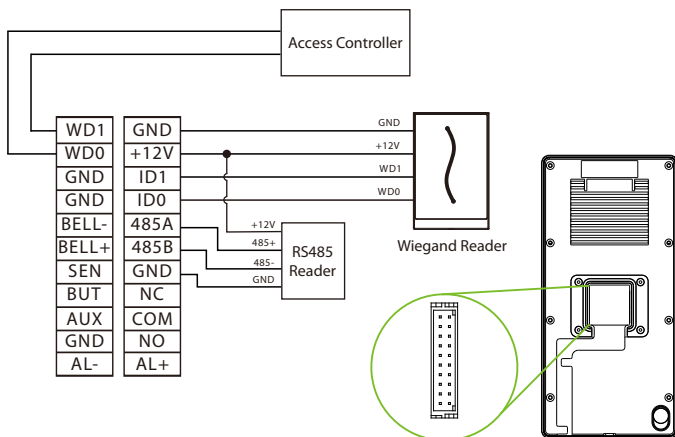 Access Controller
WD1 GND
WD0 +12V
GND ID1
GND ID0
BELL- 485A
BELL+ 485B
SEN GND
BUT NC
AUX COM
GND NO
AL- AL+
GND
+12V
WD1
WD0
Wiegand Reader
+12V
485+
485-
GND
RS485
Reader